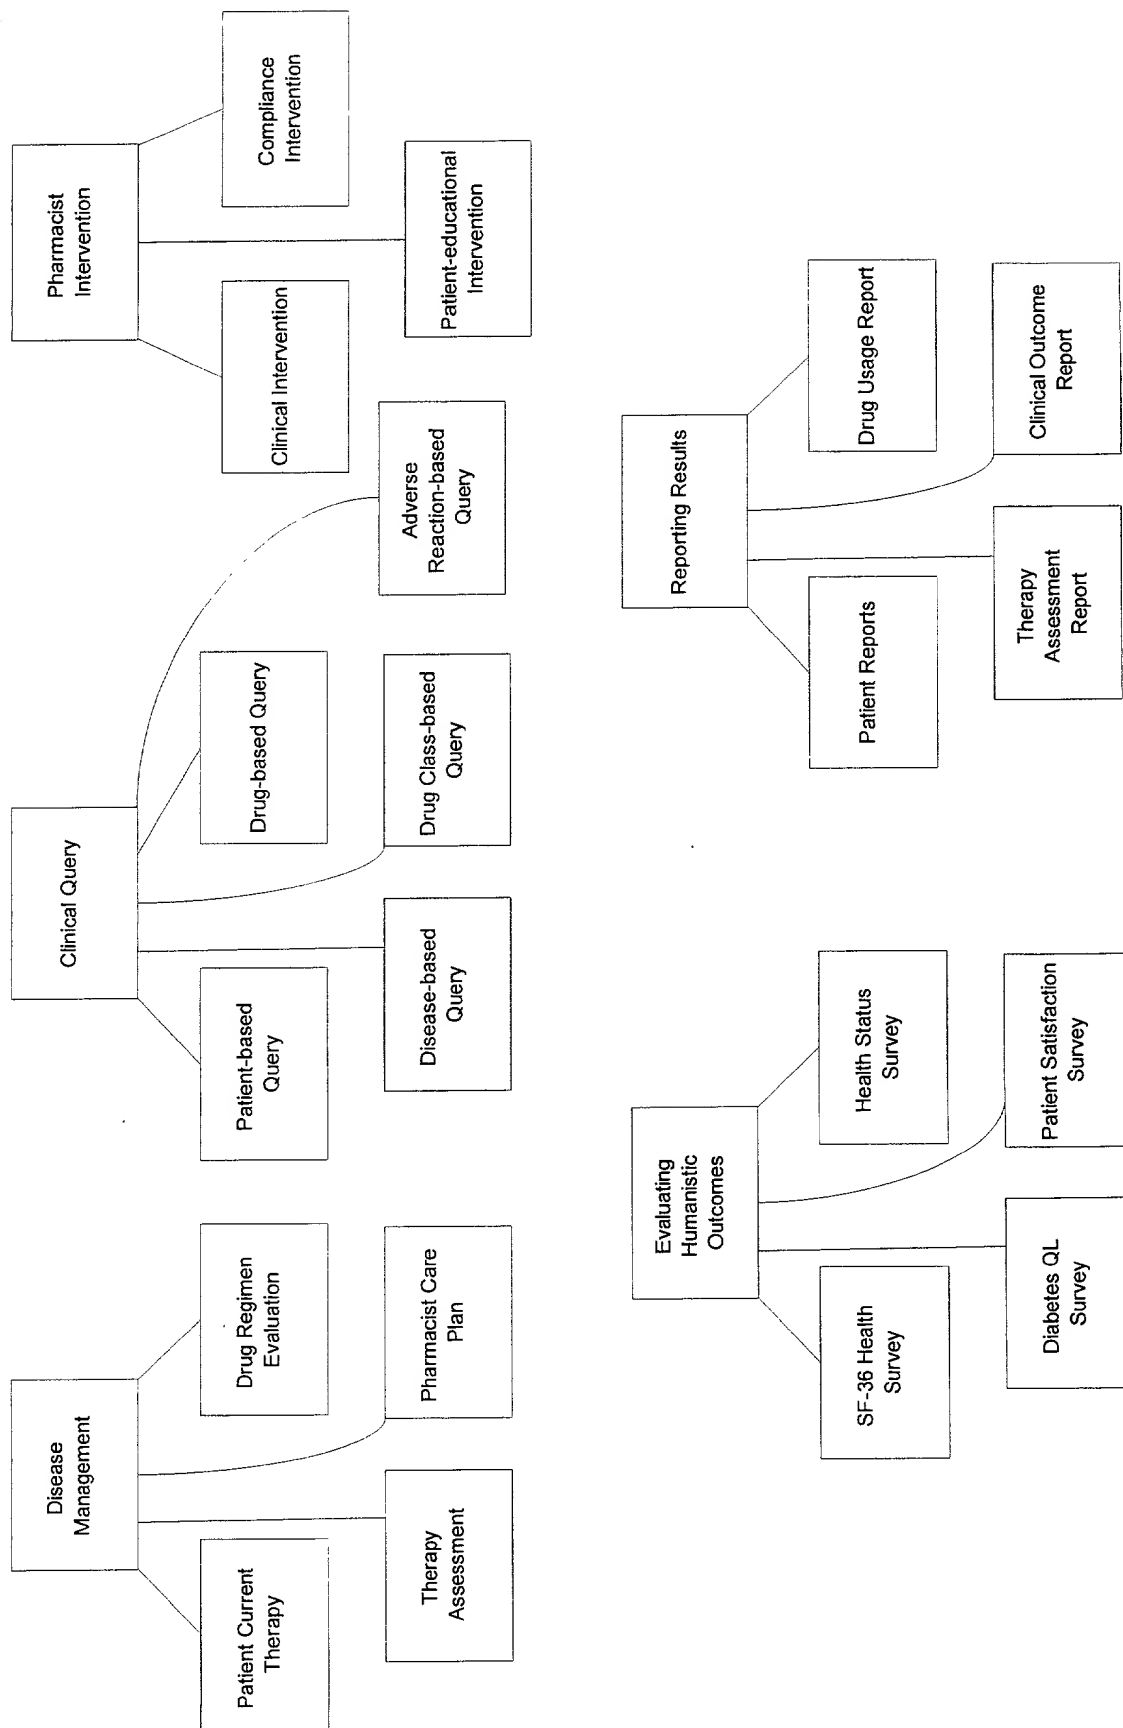 Disease
Management
Patient Current
Therapy
Drug Regimen
Evaluation
Therapy
Assessment
Pharmacist Care
Plan
Clinical Query
Patient-based
Query
Drug-based Query
Disease-based
Query
Drug Class-based
Query
Adverse
Reaction-based
Query
Pharmacist
Intervention
Clinical Intervention
Compliance
Intervention
Patient-educational
Intervention
Evaluating
Humanistic
Outcomes
SF-36 Health
Survey
Health Status
Survey
Diabetes QL
Survey
Patient Satisfaction
Survey
Reporting Results
Patient Reports
Drug Usage Report
Therapy
Assessment
Report
Clinical Outcome
Report